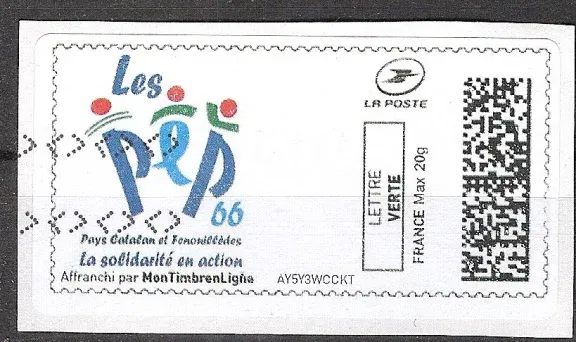 Les
pep
66
Pays Catalan et Fenouillèdes
La solidarité en action
Affranchi par MonTimbrenLigne
AY5Y3WCCKT
LA POSTE
LETTRE
VERTE
FRANCE Max 20g